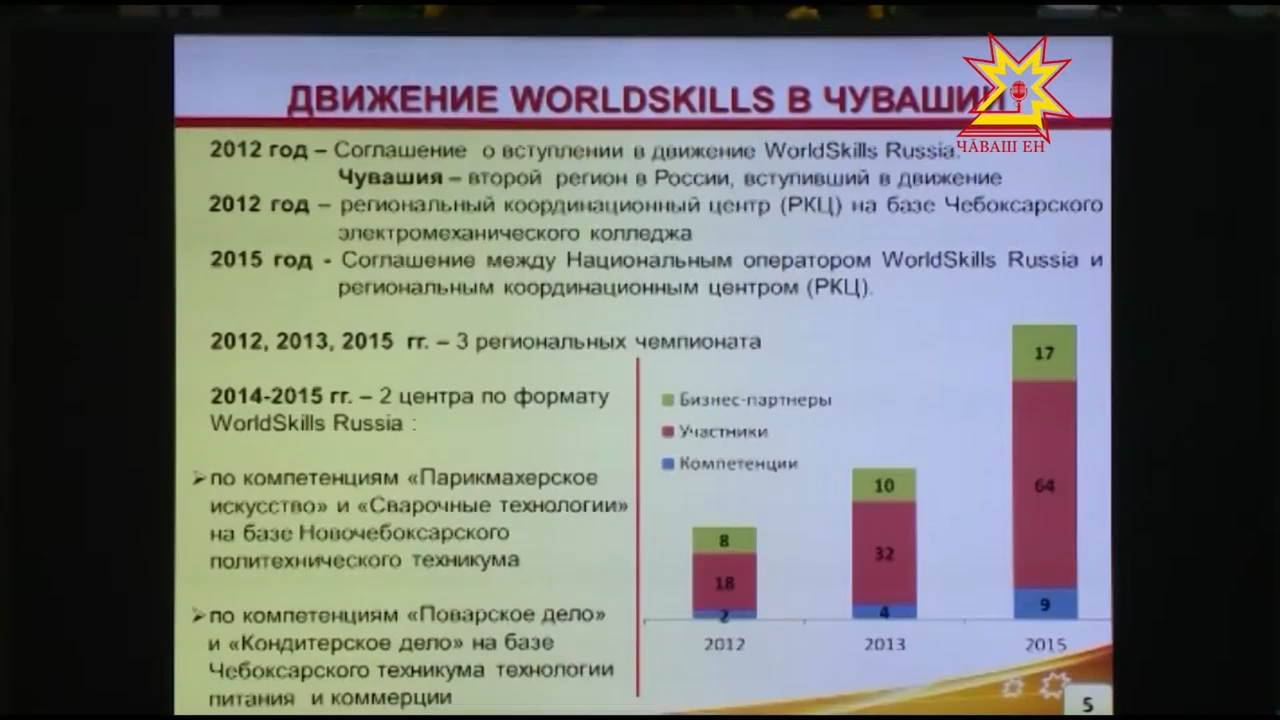 ДВИЖЕНИЕ WORLDSKILLS В ЧУВАШИИ
ЧӐВАШ ЕН
2012 год – Соглашение о вступлении в движение WorldSkills Russia.
Чувашия – второй регион в России, вступивший в движение
2012 год – региональный координационный центр (РКЦ) на базе Чебоксарского
электромеханического колледжа
2015 год - Соглашение между Национальным оператором WorldSkills Russia и
региональным координационным центром (РКЦ).
2012, 2013, 2015 гг. – 3 региональных чемпионата
2014-2015 гг. – 2 центра по формату
WorldSkills Russia :
по компетенциям «Парикмахерское
искусство» и «Сварочные технологии»
на базе Новочебоксарского
политехнического техникума
по компетенциям «Поварское дело»
и «Кондитерское дело» на базе
Чебоксарского техникума технологии
питания и коммерции
Бизнес-партнеры
Участники
Компетенции
8
18
2
2012
10
32
4
2013
17
64
9
2015
5